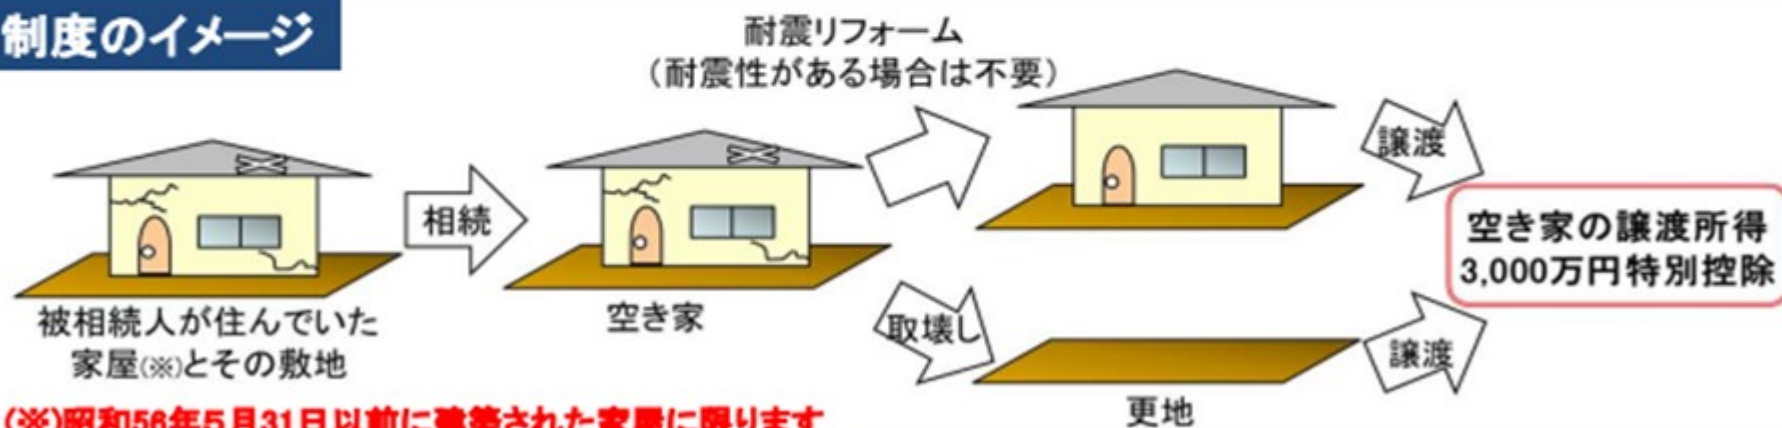 制度のイメージ
耐震リフォーム
(耐震性がある場合は不要)
相続
譲渡
空き家の譲渡所得
3,000万円特別控除
被相続人が住んでいた
家屋(※)とその敷地
空き家
取壊し
譲渡
更地
(※)昭和56年5月31日以前に建築された家屋に限ります